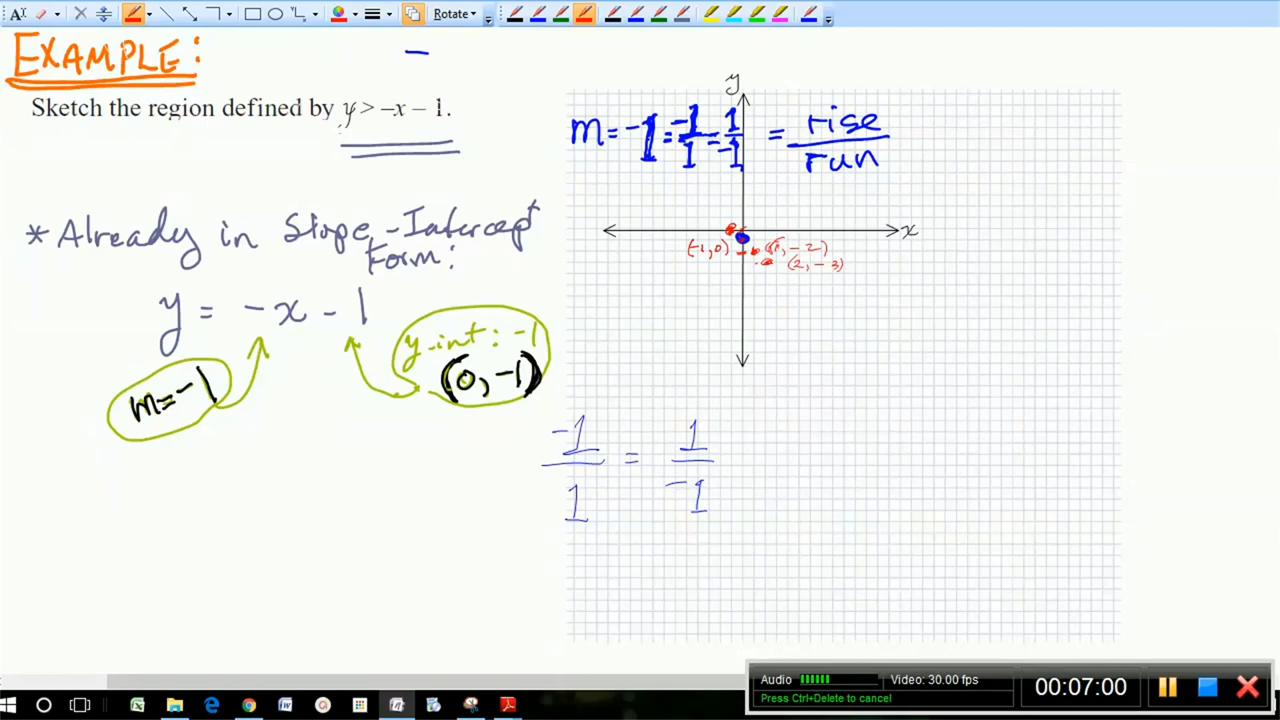 Rotate
EXAMPLE:
Sketch the region defined by y > -x - 1.
* Already in Slope-Intercept
Form:
y = -x - 1
y-int: -1
(0, -1)
m=-1
y
m = -1 = -1/1 = 1/-1 = rise/run
x
(-1, 0) (1, -2)
(2, -3)
-1/1 = 1/-1
Audio
Video: 30.00 fps
Press Ctrl+Delete to cancel
00:07:00